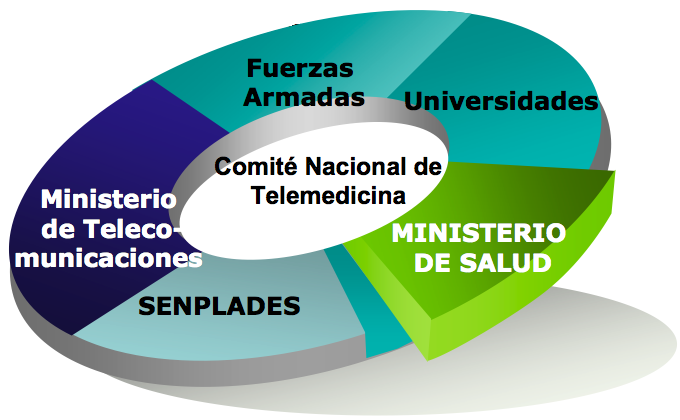 Fuerzas
Armadas
Universidades
Comité Nacional de
Telemedicina
Ministerio
de Teleco-
municaciones
MINISTERIO
DE SALUD
SENPLADES